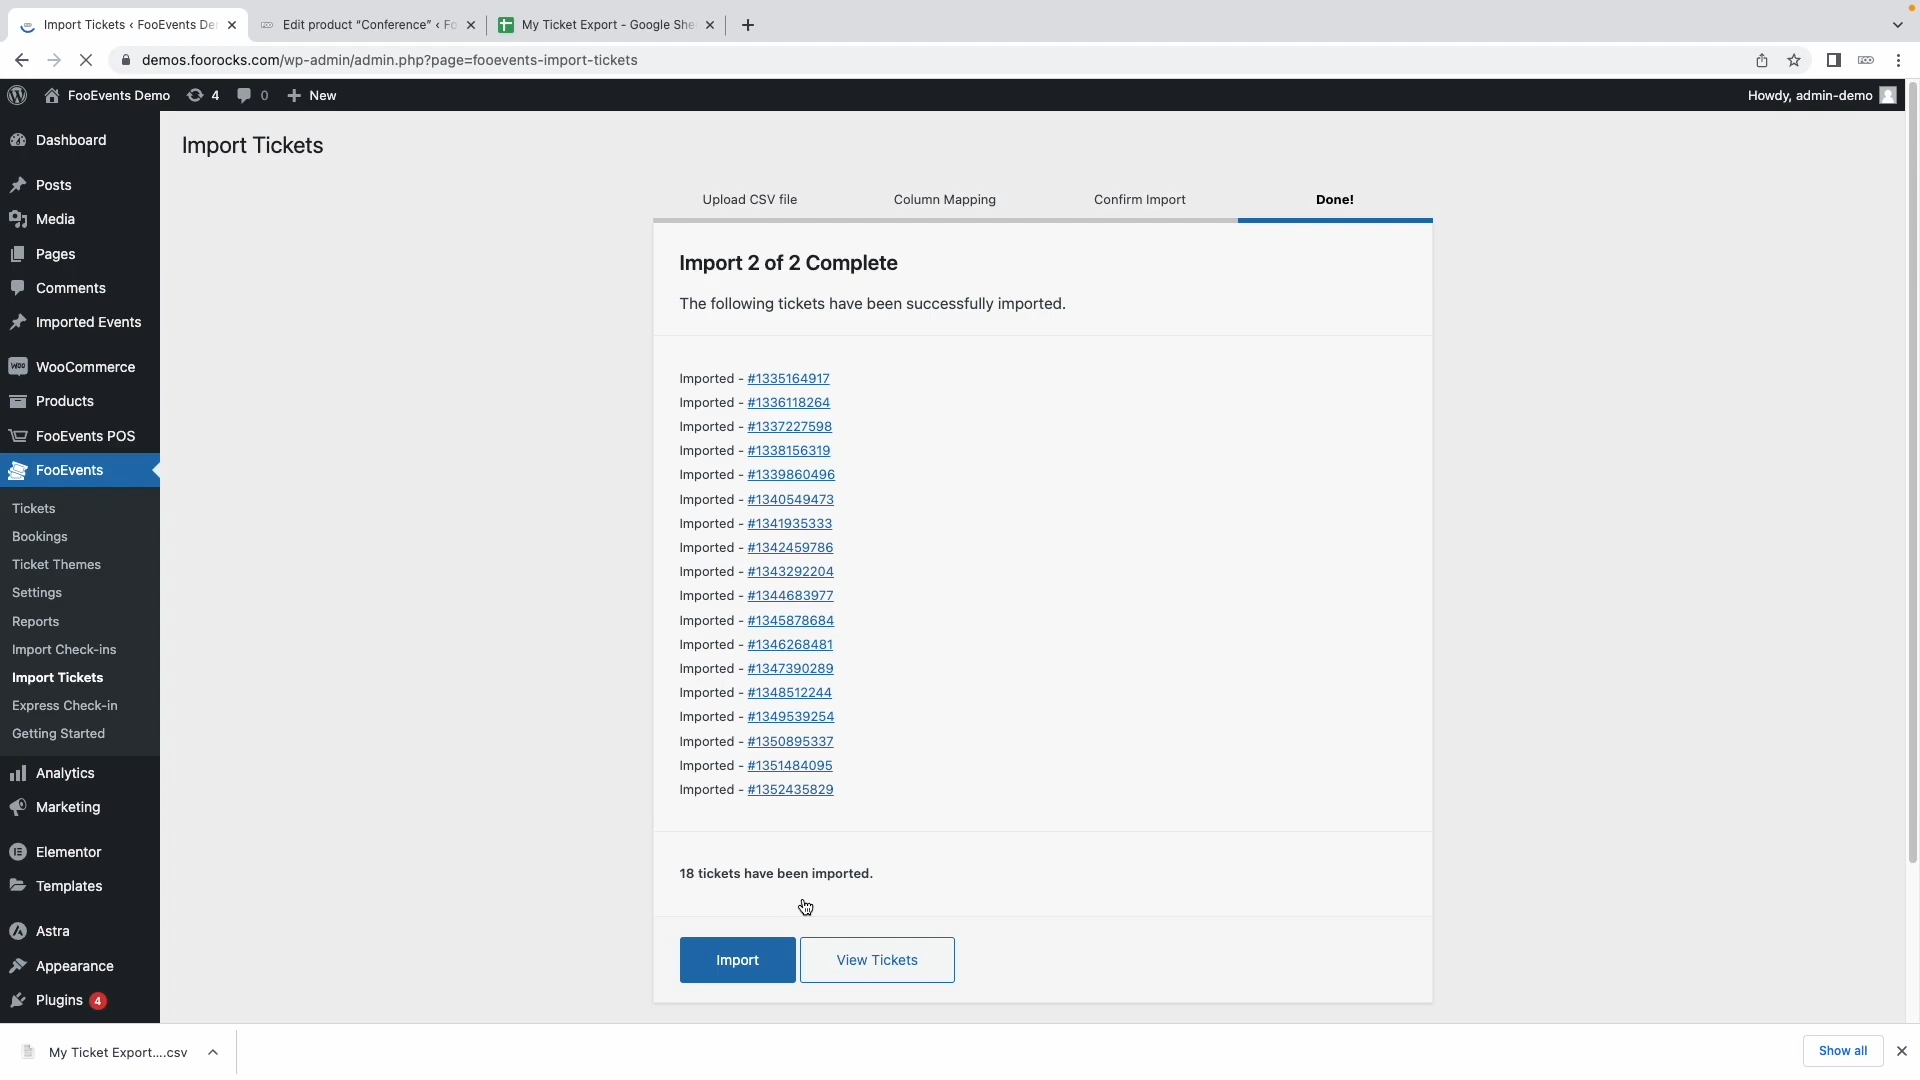 Import Tickets ‹ FooEvents De
Edit product "Conference" ‹ Fo
My Ticket Export - Google She
demos.foorocks.com/wp-admin/admin.php?page=fooevents-import-tickets
FooEvents Demo
4
0
New
Howdy, admin-demo
Dashboard
Posts
Media
Pages
Comments
Imported Events
WooCommerce
Products
FooEvents POS
FooEvents
Tickets
Bookings
Ticket Themes
Settings
Reports
Import Check-ins
Import Tickets
Express Check-in
Getting Started
Analytics
Marketing
Elementor
Templates
Astra
Appearance
Plugins 4
Import Tickets
Upload CSV file
Column Mapping
Confirm Import
Done!
Import 2 of 2 Complete
The following tickets have been successfully imported.
Imported - #1335164917
Imported - #1336118264
Imported - #1337227598
Imported - #1338156319
Imported - #1339860496
Imported - #1340549473
Imported - #1341935333
Imported - #1342459786
Imported - #1343292204
Imported - #1344683977
Imported - #1345878684
Imported - #1346268481
Imported - #1347390289
Imported - #1348512244
Imported - #1349539254
Imported - #1350895337
Imported - #1351484095
Imported - #1352435829
18 tickets have been imported.
Import
View Tickets
My Ticket Export....csv
Show all